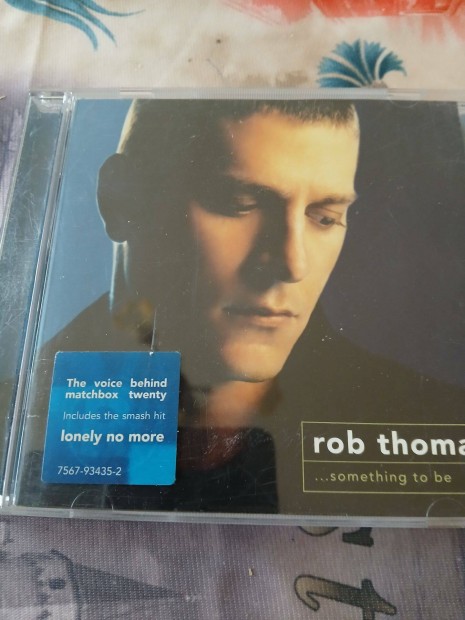 The voice behind
matchbox twenty
Includes the smash hit
lonely no more
7567-93435-2
rob thoma
...something to be